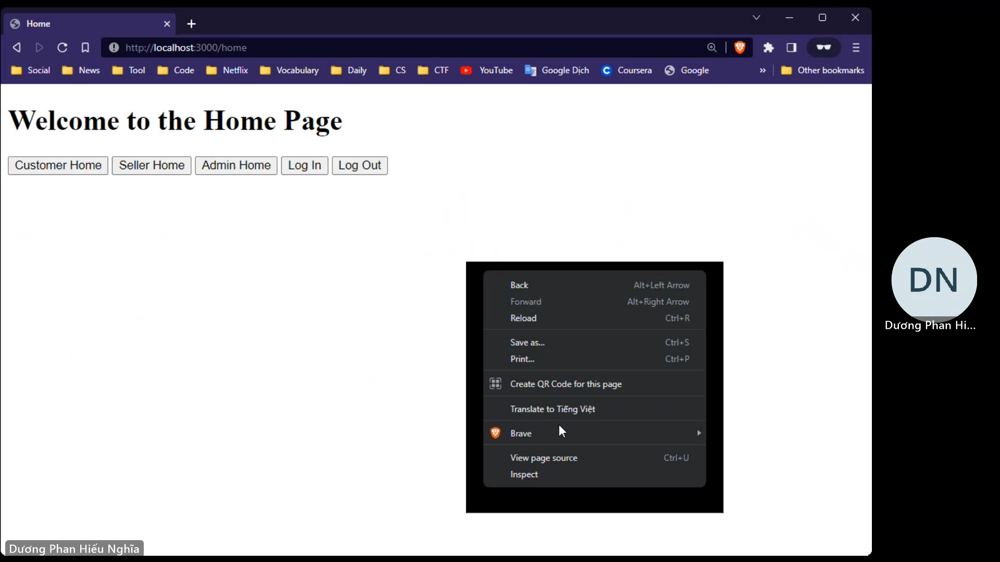 Home
http://localhost:3000/home
Social News Tool Code Netflix Vocabulary Daily CS CTF YouTube Google Dịch Coursera Google » Other bookmarks
Welcome to the Home Page
Customer Home Seller Home Admin Home Log In Log Out
Back Alt+Left Arrow
Forward Alt+Right Arrow
Reload Ctrl+R
Save as... Ctrl+S
Print... Ctrl+P
Create QR Code for this page
Translate to Tiếng Việt
Brave
View page source Ctrl+U
Inspect
DN
Dương Phan Hi...
Dương Phan Hiếu Nghĩa